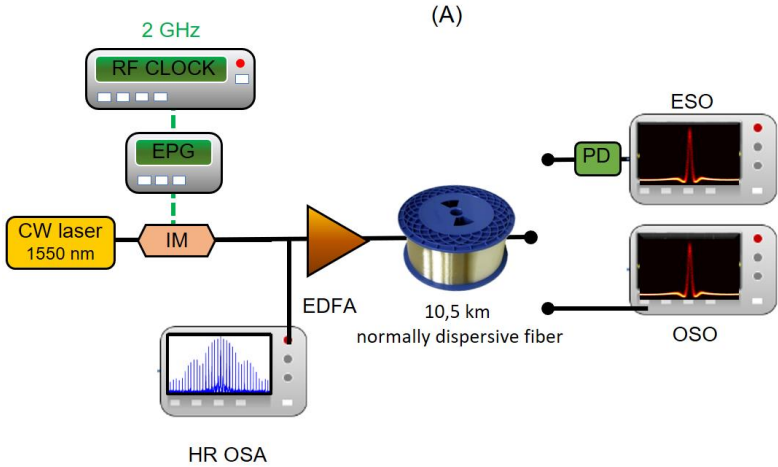 (A)
2 GHz
RF CLOCK
EPG
CW laser
1550 nm
IM
EDFA
10,5 km
normally dispersive fiber
PD
ESO
OSO
HR OSA